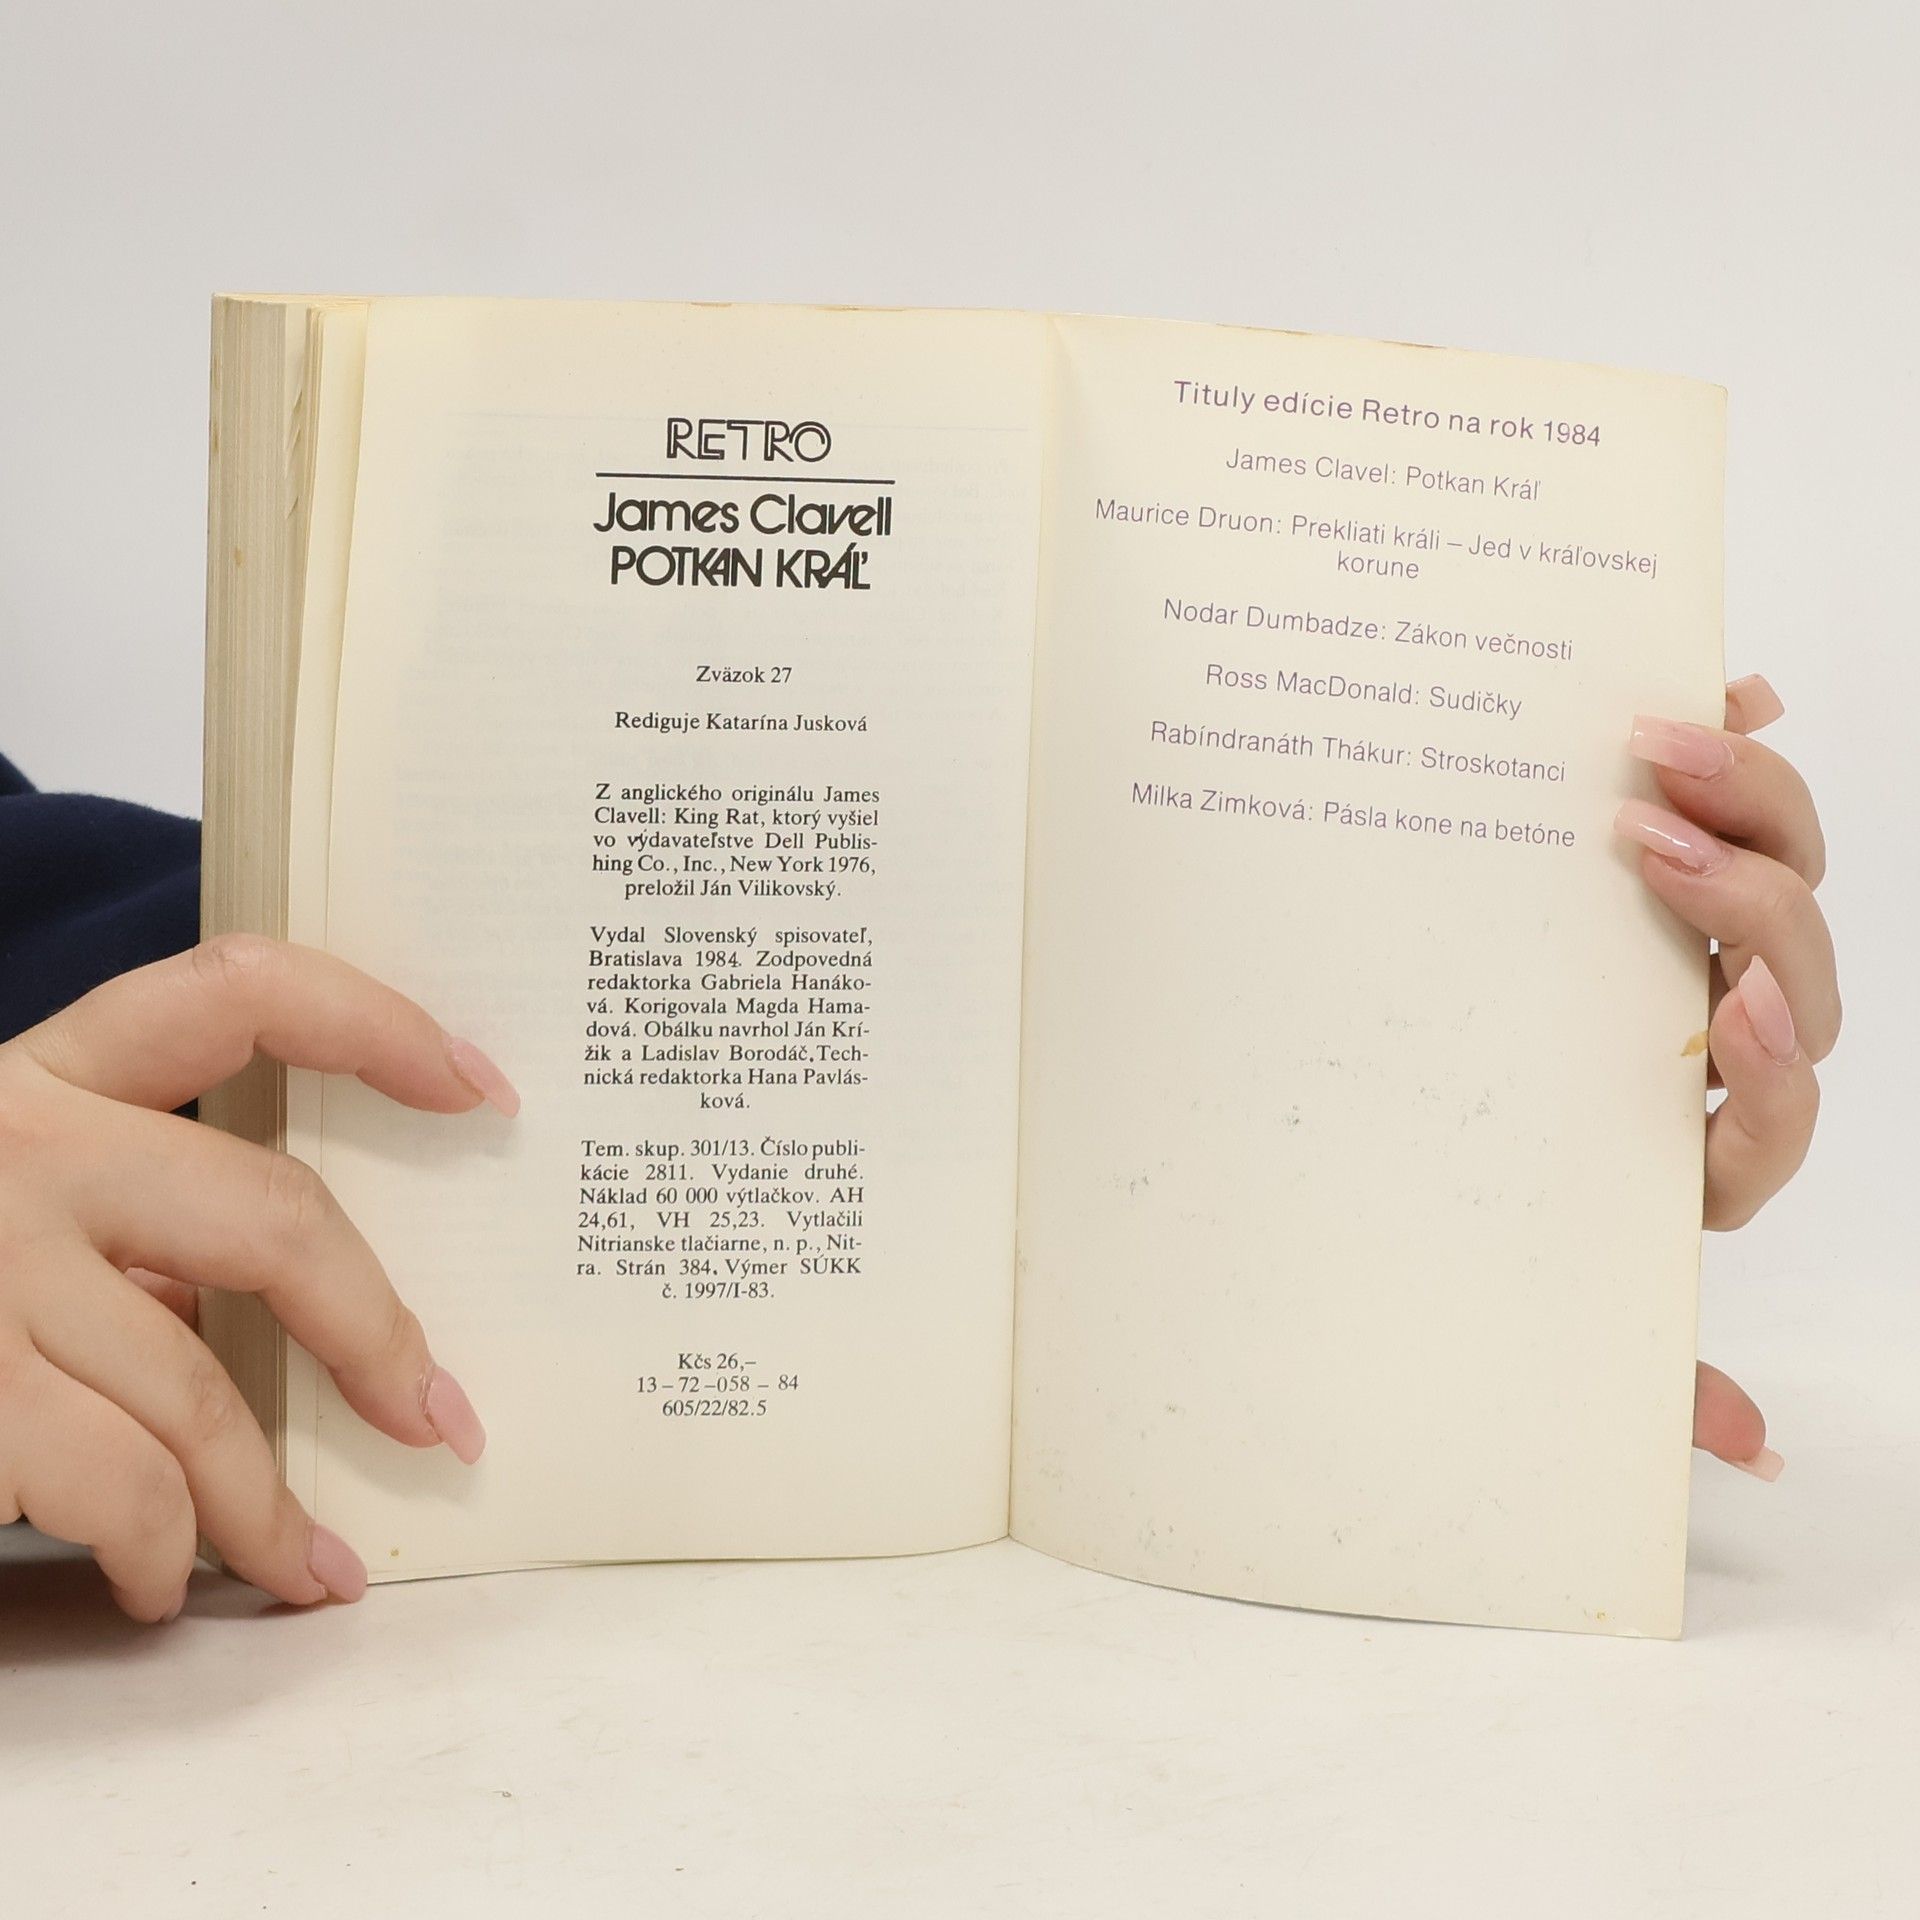 RETRO
James Clavell
POTKAN KRÁĽ
Zväzok 27
Rediguje Katarína Jusková
Z anglického originálu James
Clavell: King Rat, ktorý vyšiel
vo vydavateľstve Dell Publis-
hing Co., Inc., New York 1976,
preložil Ján Vilikovský.
Vydal Slovenský spisovateľ,
Bratislava 1984. Zodpovedná
redaktorka Gabriela Hanáko-
vá. Korigovala Magda Hama-
dová. Obálku navrhol Ján Krí-
žik a Ladislav Borodáč. Tech-
nická redaktorka Hana Pavlás-
ková.
Tem. skup. 301/13. Číslo publi-
kácie 2811. Vydanie druhé.
Náklad 60 000 výtlačkov. AH
24,61, VH 25,23. Vytlačili
Nitrianske tlačiarne, n. p., Nit-
ra. Strán 384. Výmer SÚKK
č. 1997/I-83.
Kčs 26,–
13 – 72 –058 – 84
605/22/82.5
Tituly edície Retro na rok 1984
James Clavel: Potkan Kráľ
Maurice Druon: Prekliati králi – Jed v kráľovskej
korune
Nodar Dumbadze: Zákon večnosti
Ross MacDonald: Sudičky
Rabíndranáth Thákur: Stroskotanci
Milka Zimková: Pásla kone na betóne